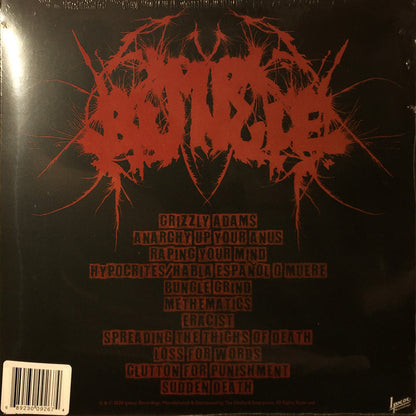 MR. BUNGLE
GRIZZLY ADAMS
ANARCHY UP YOUR ANUS
RAPING YOUR MIND
HYPOCRITES/HABLA ESPAÑOL O MUERE
BUNGLE GRIND
METHEMATICS
ERACIST
SPREADING THE THIGHS OF DEATH
LOSS FOR WORDS
GLUTTON FOR PUNISHMENT
SUDDEN DEATH
Ipecac